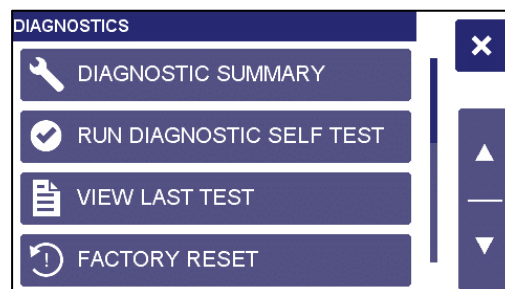 DIAGNOSTICS
DIAGNOSTIC SUMMARY
RUN DIAGNOSTIC SELF TEST
VIEW LAST TEST
FACTORY RESET